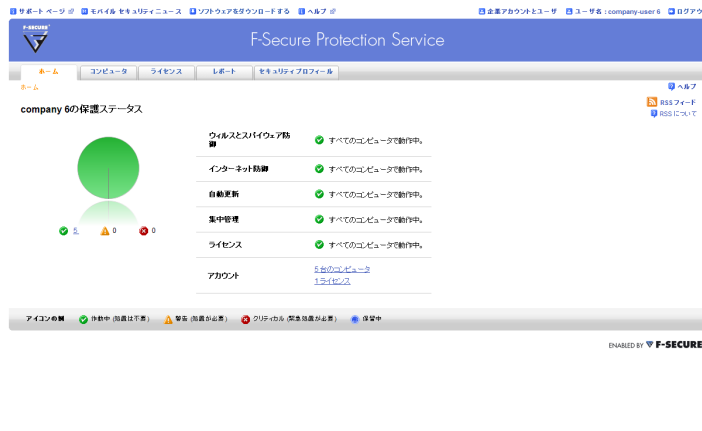 サポート ページ モバイル セキュリティニュース ソフトウェアをダウンロードする ヘルプ 企業アカウントとユーザ ユーザ名 : company-user 6 ログアウ
F-SECURE
F-Secure Protection Service
ホーム コンピュータ ライセンス レポート セキュリティプロフィール
ホーム ヘルプ
RSS フィード
RSS について
company 6の保護ステータス
ウィルスとスパイウェア防御 すべてのコンピュータで動作中。
インターネット防御 すべてのコンピュータで動作中。
自動更新 すべてのコンピュータで動作中。
集中管理 すべてのコンピュータで動作中。
5 0 0
ライセンス すべてのコンピュータで動作中。
アカウント 5 台のコンピュータ
1 ライセンス
アイコンの例 作動中 (処置は不要) 警告 (処置が必要) クリティカル (緊急処置が必要) 保留中
ENABLED BY F-SECURE